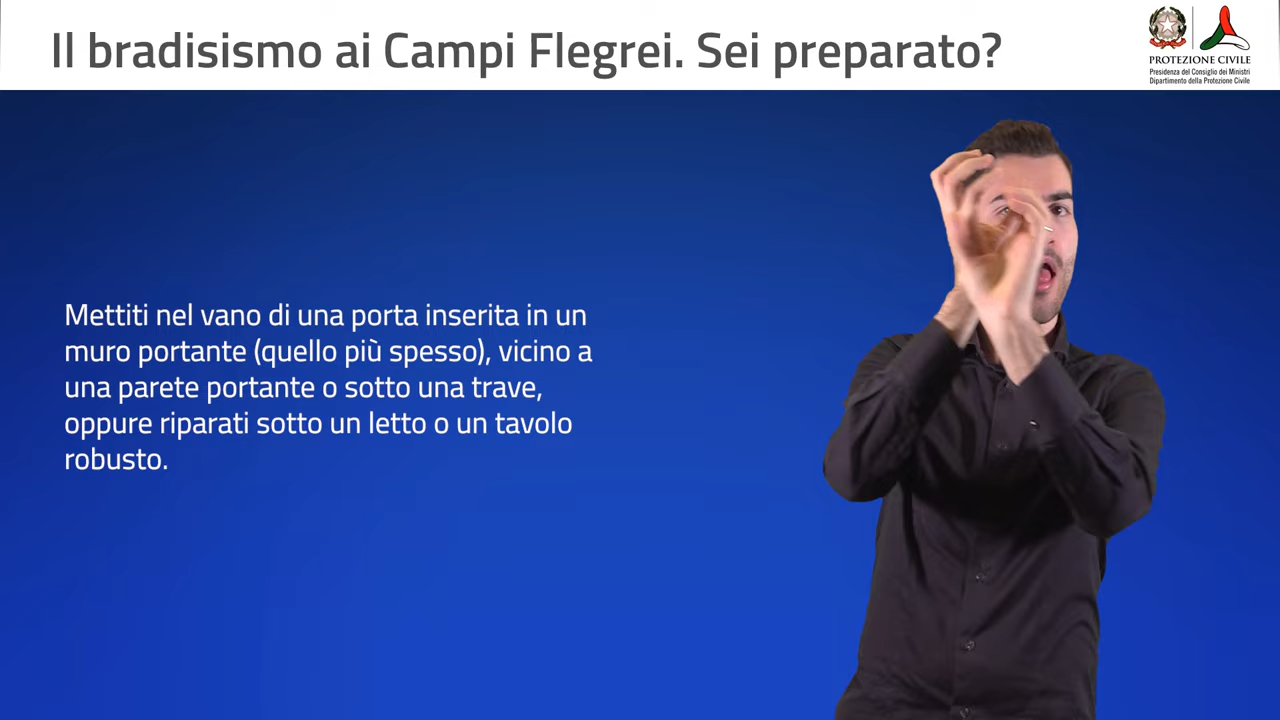 Il bradisismo ai Campi Flegrei. Sei preparato?
PROTEZIONE CIVILE
Presidenza del Consiglio dei Ministri
Dipartimento della Protezione Civile
Mettiti nel vano di una porta inserita in un
muro portante (quello più spesso), vicino a
una parete portante o sotto una trave,
oppure riparati sotto un letto o un tavolo
robusto.